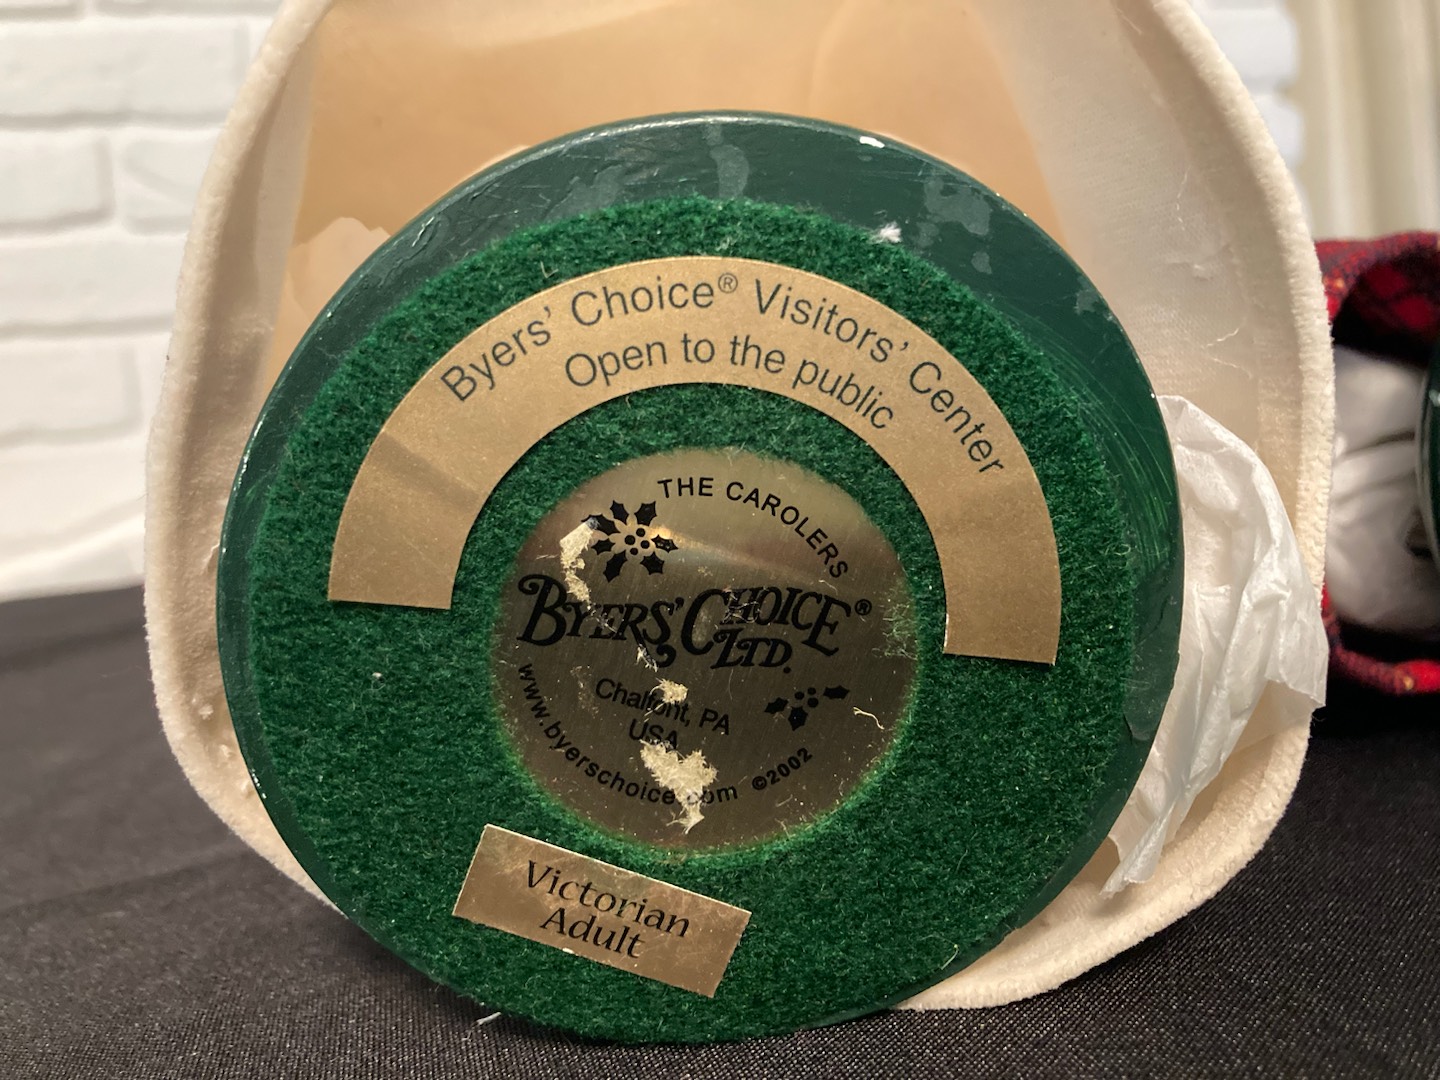 Byers' Choice® Visitors' Center
Open to the public
THE CAROLERS
BYERS' CHOICE®
LTD.
Chalfont, PA
USA
www.byerschoice.com ©2002
Victorian
Adult